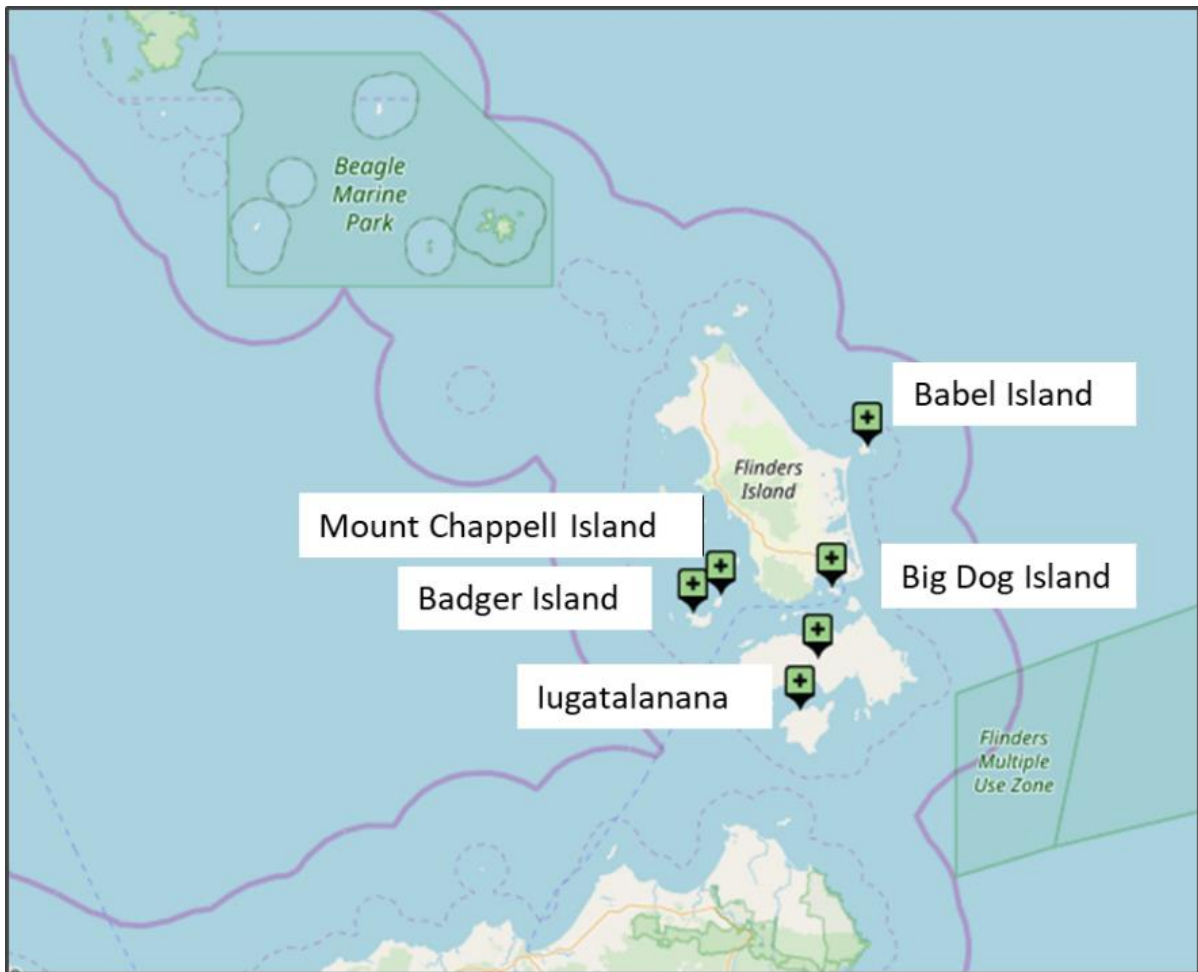 Beagle
Marine
Park
Babel Island
Flinders
Island
Mount Chappell Island
Big Dog Island
Badger Island
lugatalanana
Flinders
Multiple
Use Zone